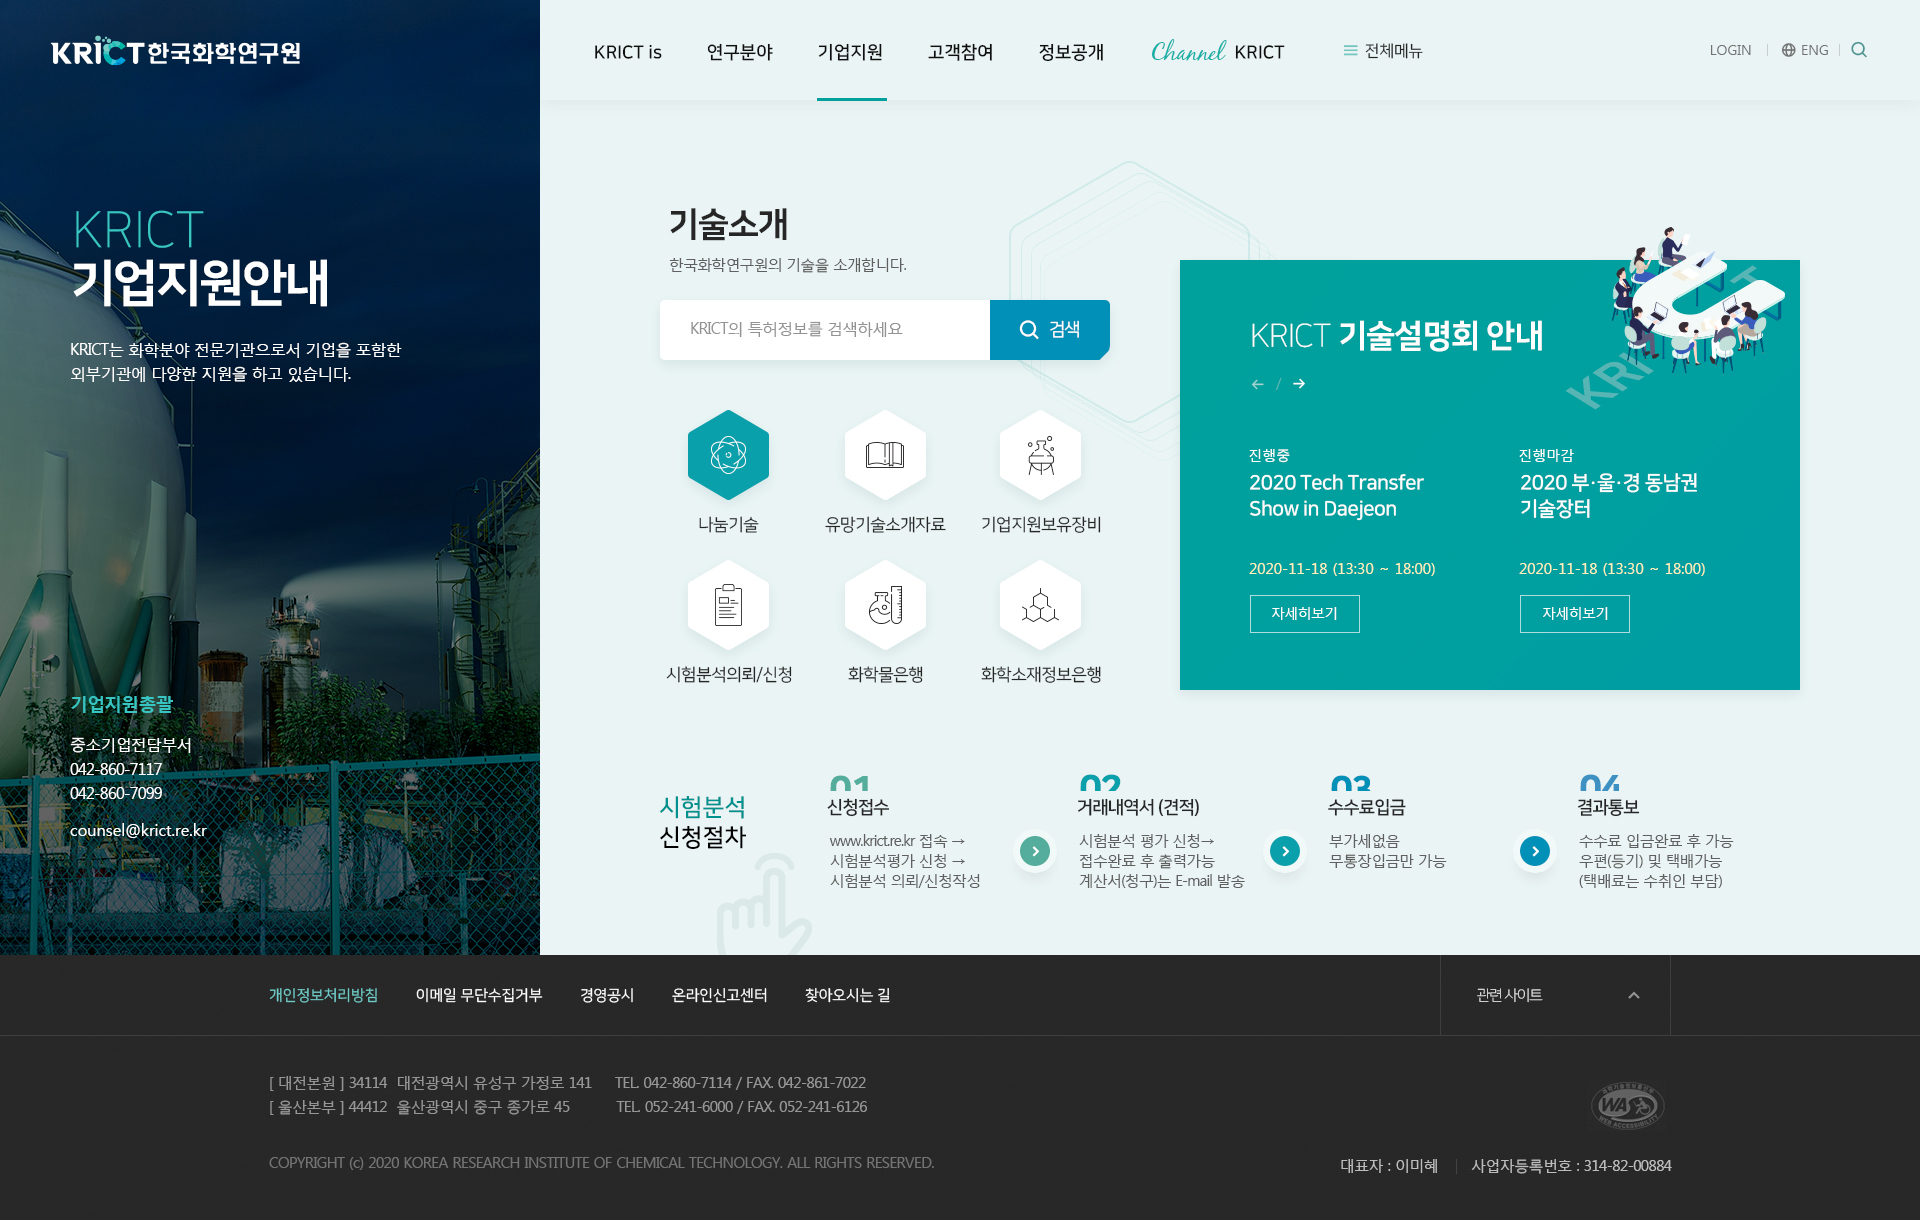 KRICT 한국화학연구원
KRICT is
연구분야
기업지원
고객참여
정보공개
Channel KRICT
전체메뉴
LOGIN
ENG
KRICT
기업지원안내
KRICT는 화학분야 전문기관으로서 기업을 포함한
외부기관에 다양한 지원을 하고 있습니다.
기업지원총괄
중소기업전담부서
042-860-7117
042-860-7099
counsel@krict.re.kr
기술소개
한국화학연구원의 기술을 소개합니다.
KRICT의 특허정보를 검색하세요
검색
나눔기술
유망기술소개자료
기업지원보유장비
시험분석의뢰/신청
화학물은행
화학소재정보은행
KRICT 기술설명회 안내
← / →
진행중
2020 Tech Transfer
Show in Daejeon
2020-11-18 (13:30 ~ 18:00)
자세히보기
진행마감
2020 부·울·경 동남권
기술장터
2020-11-18 (13:30 ~ 18:00)
자세히보기
시험분석
신청절차
01
신청접수
www.krict.re.kr 접속 →
시험분석평가 신청 →
시험분석 의뢰/신청작성
02
거래내역서 (견적)
시험분석 평가 신청→
접수완료 후 출력가능
계산서(청구)는 E-mail 발송
03
수수료입금
부가세없음
무통장입금만 가능
04
결과통보
수수료 입금완료 후 가능
우편(등기) 및 택배가능
(택배료는 수취인 부담)
개인정보처리방침
이메일 무단수집거부
경영공시
온라인신고센터
찾아오시는 길
관련 사이트
[ 대전본원 ] 34114 대전광역시 유성구 가정로 141 TEL. 042-860-7114 / FAX. 042-861-7022
[ 울산본부 ] 44412 울산광역시 중구 종가로 45 TEL. 052-241-6000 / FAX. 052-241-6126
COPYRIGHT (c) 2020 KOREA RESEARCH INSTITUTE OF CHEMICAL TECHNOLOGY. ALL RIGHTS RESERVED.
WA
WEB ACCESSIBILITY
대표자 : 이미혜
사업자등록번호 : 314-82-00884